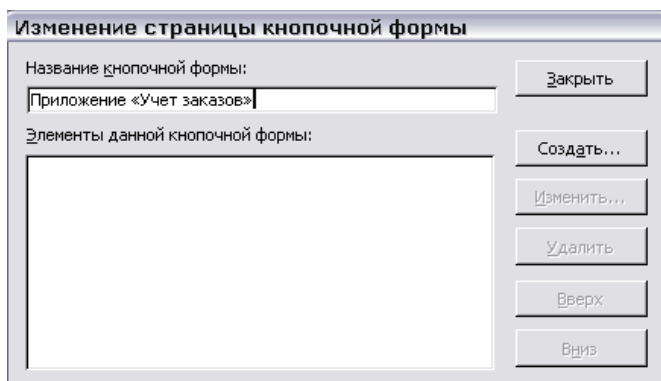 Изменение страницы кнопочной формы
Название кнопочной формы:
Закрыть
Приложение «Учет заказов»
Элементы данной кнопочной формы:
Создать...
Изменить...
Удалить
Вверх
Вниз